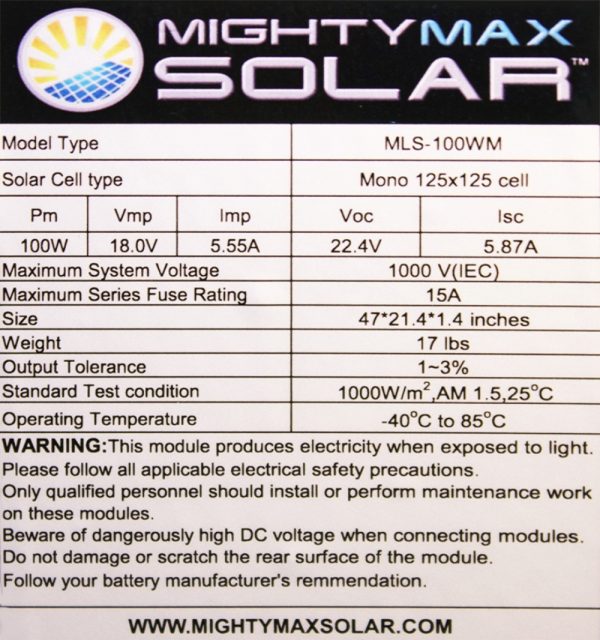 MIGHTYMAX
SOLAR™
Model Type MLS-100WM
Solar Cell type Mono 125x125 cell
Pm Vmp Imp Voc Isc
100W 18.0V 5.55A 22.4V 5.87A
Maximum System Voltage 1000 V(IEC)
Maximum Series Fuse Rating 15A
Size 47*21.4*1.4 inches
Weight 17 lbs
Output Tolerance 1~3%
Standard Test condition 1000W/m²,AM 1.5,25°C
Operating Temperature -40°C to 85°C
WARNING:This module produces electricity when exposed to light.
Please follow all applicable electrical safety precautions.
Only qualified personnel should install or perform maintenance work
on these modules.
Beware of dangerously high DC voltage when connecting modules.
Do not damage or scratch the rear surface of the module.
Follow your battery manufacturer's remmendation.
WWW.MIGHTYMAXSOLAR.COM